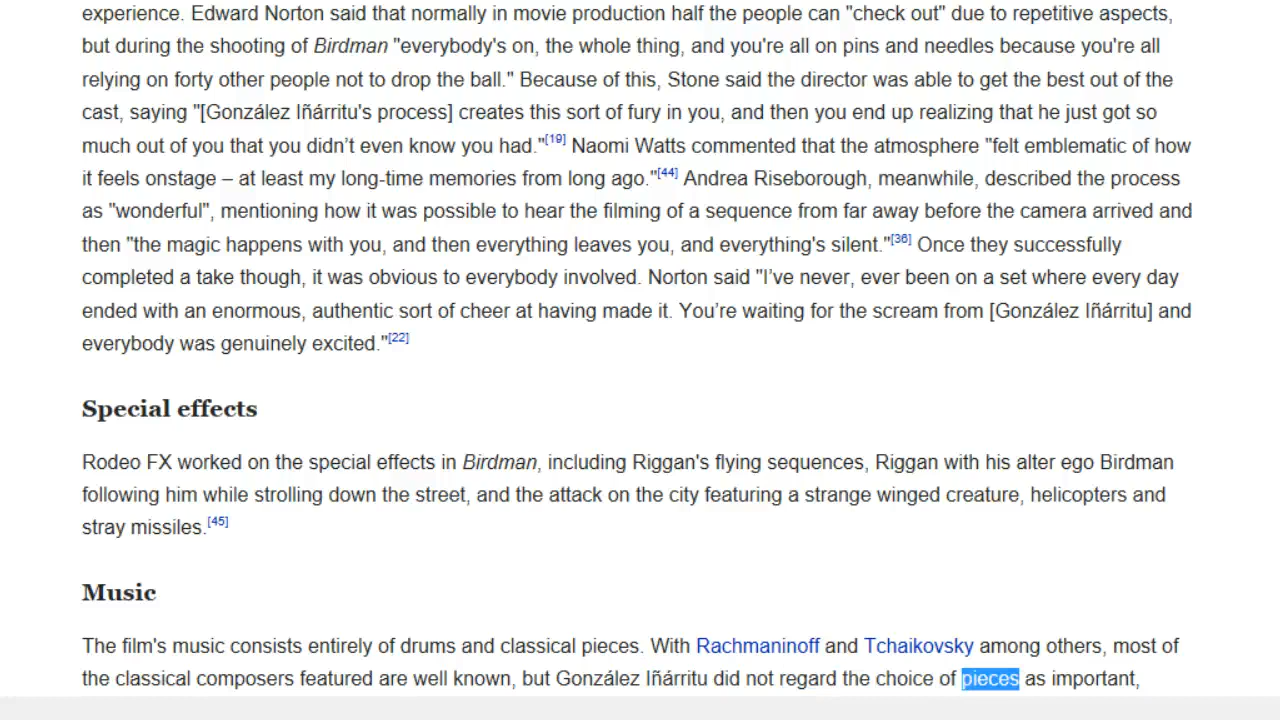 experience. Edward Norton said that normally in movie production half the people can "check out" due to repetitive aspects,
but during the shooting of Birdman "everybody's on, the whole thing, and you're all on pins and needles because you're all
relying on forty other people not to drop the ball." Because of this, Stone said the director was able to get the best out of the
cast, saying "[González Iñárritu's process] creates this sort of fury in you, and then you end up realizing that he just got so
much out of you that you didn’t even know you had."[19] Naomi Watts commented that the atmosphere "felt emblematic of how
it feels onstage – at least my long-time memories from long ago."[44] Andrea Riseborough, meanwhile, described the process
as "wonderful", mentioning how it was possible to hear the filming of a sequence from far away before the camera arrived and
then "the magic happens with you, and then everything leaves you, and everything's silent."[36] Once they successfully
completed a take though, it was obvious to everybody involved. Norton said "I’ve never, ever been on a set where every day
ended with an enormous, authentic sort of cheer at having made it. You’re waiting for the scream from [González Iñárritu] and
everybody was genuinely excited."[22]
Special effects
Rodeo FX worked on the special effects in Birdman, including Riggan's flying sequences, Riggan with his alter ego Birdman
following him while strolling down the street, and the attack on the city featuring a strange winged creature, helicopters and
stray missiles.[45]
Music
The film's music consists entirely of drums and classical pieces. With Rachmaninoff and Tchaikovsky among others, most of
the classical composers featured are well known, but González Iñárritu did not regard the choice of pieces as important,